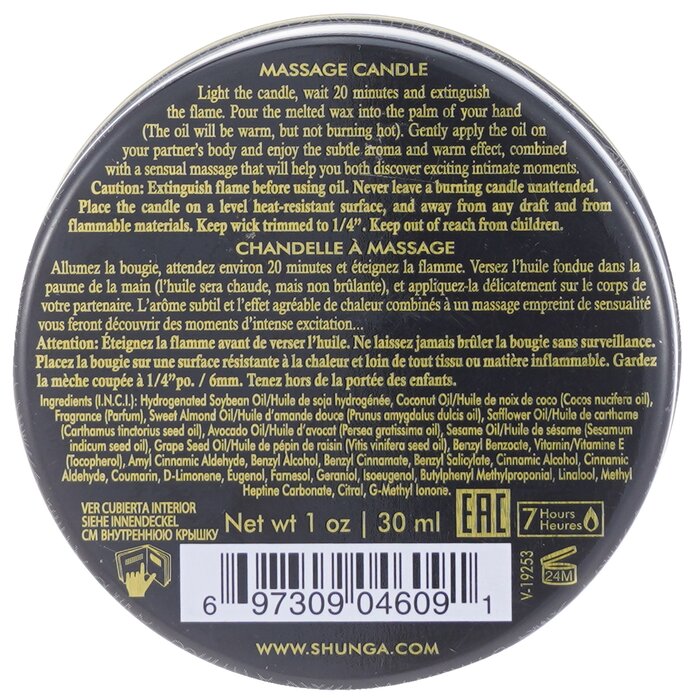 MASSAGE CANDLE
Light the candle, wait 20 minutes and extinguish
the flame. Pour the melted wax into the palm of your hand
(The oil will be warm, but not burning hot). Gently apply the oil on
your partner's body and enjoy the subtle aroma and warm effect, combined
with a sensual massage that will help you both discover exciting intimate moments.
Caution: Extinguish flame before using oil. Never leave a burning candle unattended.
Place the candle on a level heat-resistant surface, and away from any draft and from
flammable materials. Keep wick trimmed to 1/4". Keep out of reach from children.
CHANDELLE À MASSAGE
Allumez la bougie, attendez environ 20 minutes et éteignez la flamme. Versez l'huile fondue dans la
paume de la main (l'huile sera chaude, mais non brûlante), et appliquez-la délicatement sur le corps de
votre partenaire. L'arôme subtil et l'effet agréable de chaleur combinés à un massage empreint de sensualité
vous feront découvrir des moments d'intense excitation...
Attention: Éteignez la flamme avant de verser l'huile. Ne laissez jamais brûler la bougie sans surveillance.
Placez la bougie sur une surface résistante à la chaleur et loin de tout tissu ou matière inflammable. Gardez
la mèche coupée à 1/4"po. / 6mm. Tenez hors de la portée des enfants.
Ingredients (I.N.C.I.): Hydrogenated Soybean Oil/Huile de soja hydrogénée, Coconut Oil/Huile de noix de coco (Cocos nucifera oil),
Fragrance (Parfum), Sweet Almond Oil/Huile d'amande douce (Prunus amygdalus dulcis oil), Safflower Oil/Huile de carthame
(Carthamus tinctorius seed oil), Avocado Oil/Huile d'avocat (Persea gratissima oil), Sesame Oil/Huile de sésame (Sesamum
indicum seed oil), Grape Seed Oil/Huile de pépin de raisin (Vitis vinifera seed oil), Benzyl Benzoate, Vitamin/Vitamine E
(Tocopherol), Amyl Cinnamic Aldehyde, Benzyl Alcohol, Benzyl Cinnamate, Benzyl Salicylate, Cinnamic Alcohol, Cinnamic
Aldehyde, Coumarin, D-Limonene, Eugenol, Farnesol, Geraniol, Isoeugenol, Butylphenyl Methylpropional, Linalool, Methyl
Heptine Carbonate, Citral, G-Methyl Ionone.
VER CUBIERTA INTERIOR
SIEHE INNENDECKEL
СМ ВНУТРЕННЮЮ КРЫШКУ
Net wt 1 oz | 30 ml
EAC
7 Hours
Heures
V-19253
24M
6 97309 04609 1
WWW.SHUNGA.COM